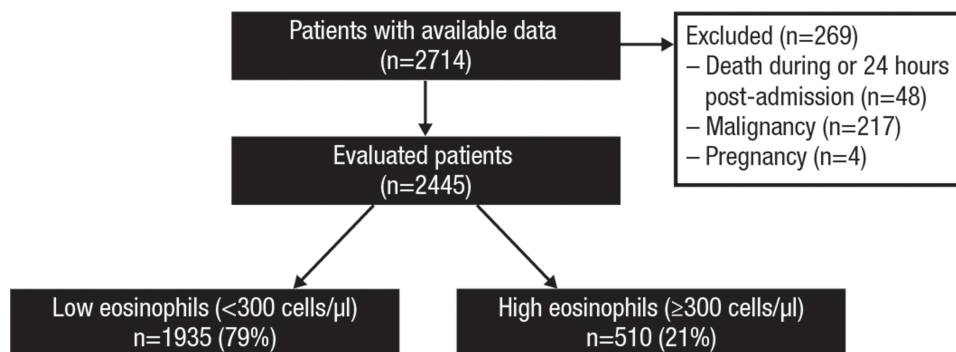 Patients with available data
(n=2714)
Excluded (n=269)
– Death during or 24 hours
post-admission (n=48)
– Malignancy (n=217)
– Pregnancy (n=4)
Evaluated patients
(n=2445)
Low eosinophils (<300 cells/µl)
n=1935 (79%)
High eosinophils (≥300 cells/µl)
n=510 (21%)